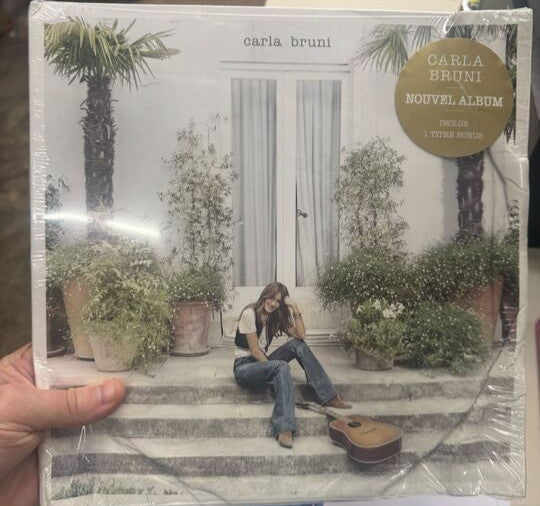 carla bruni
CARLA
BRUNI
NOUVEL ALBUM
INCLUS
1 TITRE BONUS